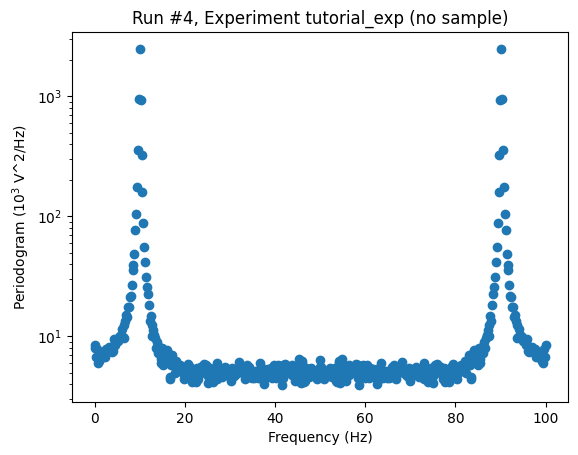 Run #4, Experiment tutorial_exp (no sample)
Periodogram (10³ V^2/Hz)
10³
10²
10¹
0 20 40 60 80 100
Frequency (Hz)